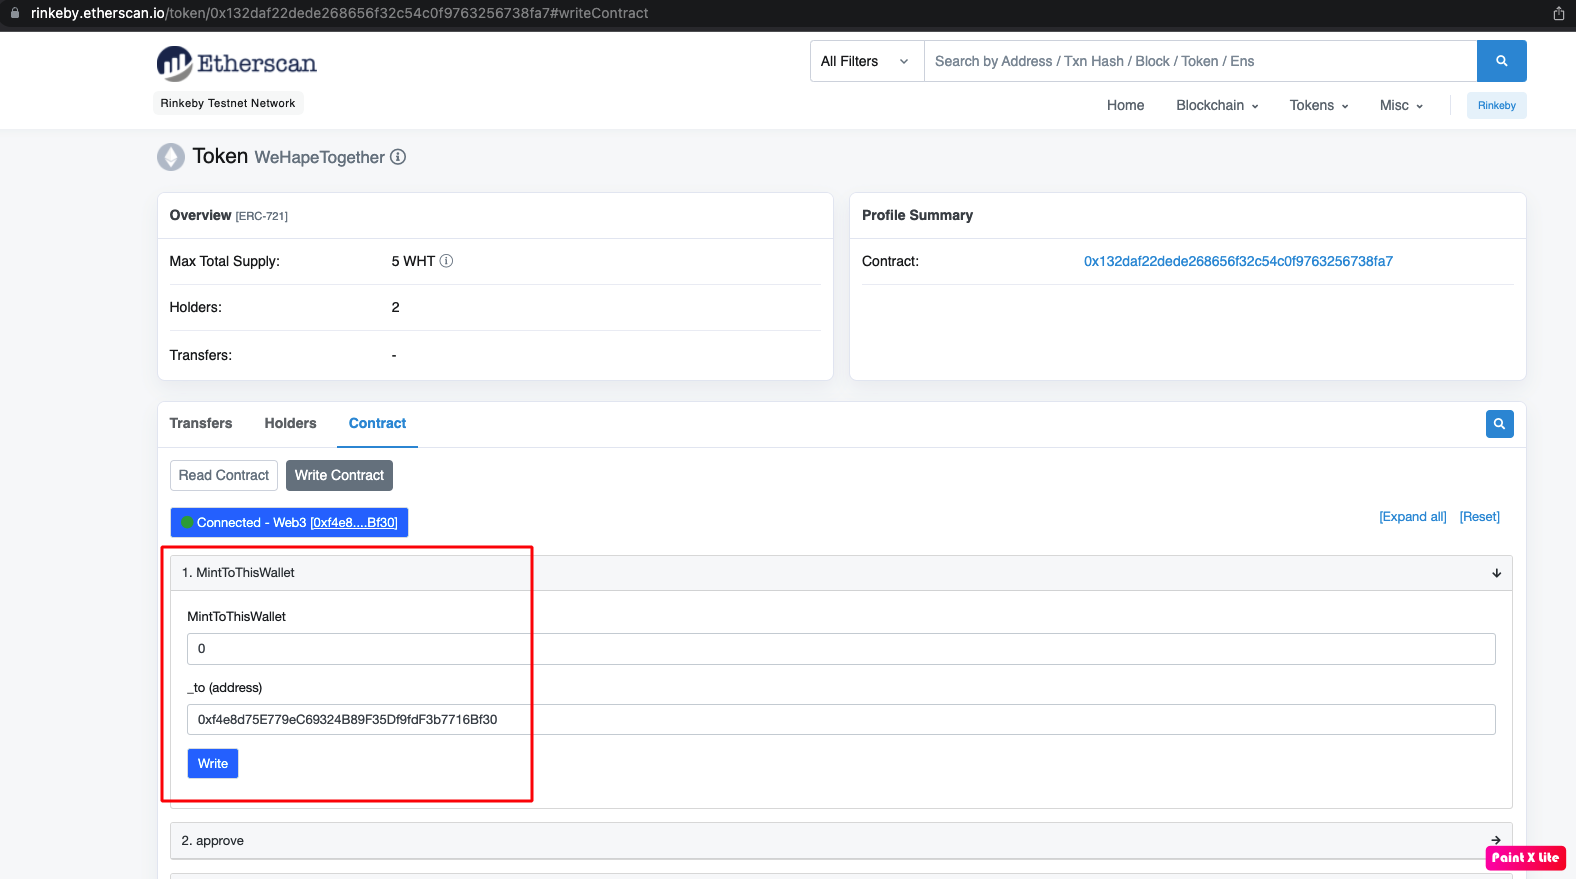 rinkeby.etherscan.io/token/0x132daf22dede268656f32c54c0f9763256738fa7#writeContract
Etherscan
All Filters
Search by Address / Txn Hash / Block / Token / Ens
Rinkeby Testnet Network
Home Blockchain Tokens Misc Rinkeby
Token WeHapeTogether
Overview [ERC-721]
Max Total Supply: 5 WHT
Holders: 2
Transfers: -
Profile Summary
Contract: 0x132daf22dede268656f32c54c0f9763256738fa7
Transfers Holders Contract
Read Contract Write Contract
Connected - Web3 [0xf4e8....Bf30]
[Expand all] [Reset]
1. MintToThisWallet
MintToThisWallet
0
_to (address)
0xf4e8d75E779eC69324B89F35Df9fdF3b7716Bf30
Write
2. approve
Paint X Lite